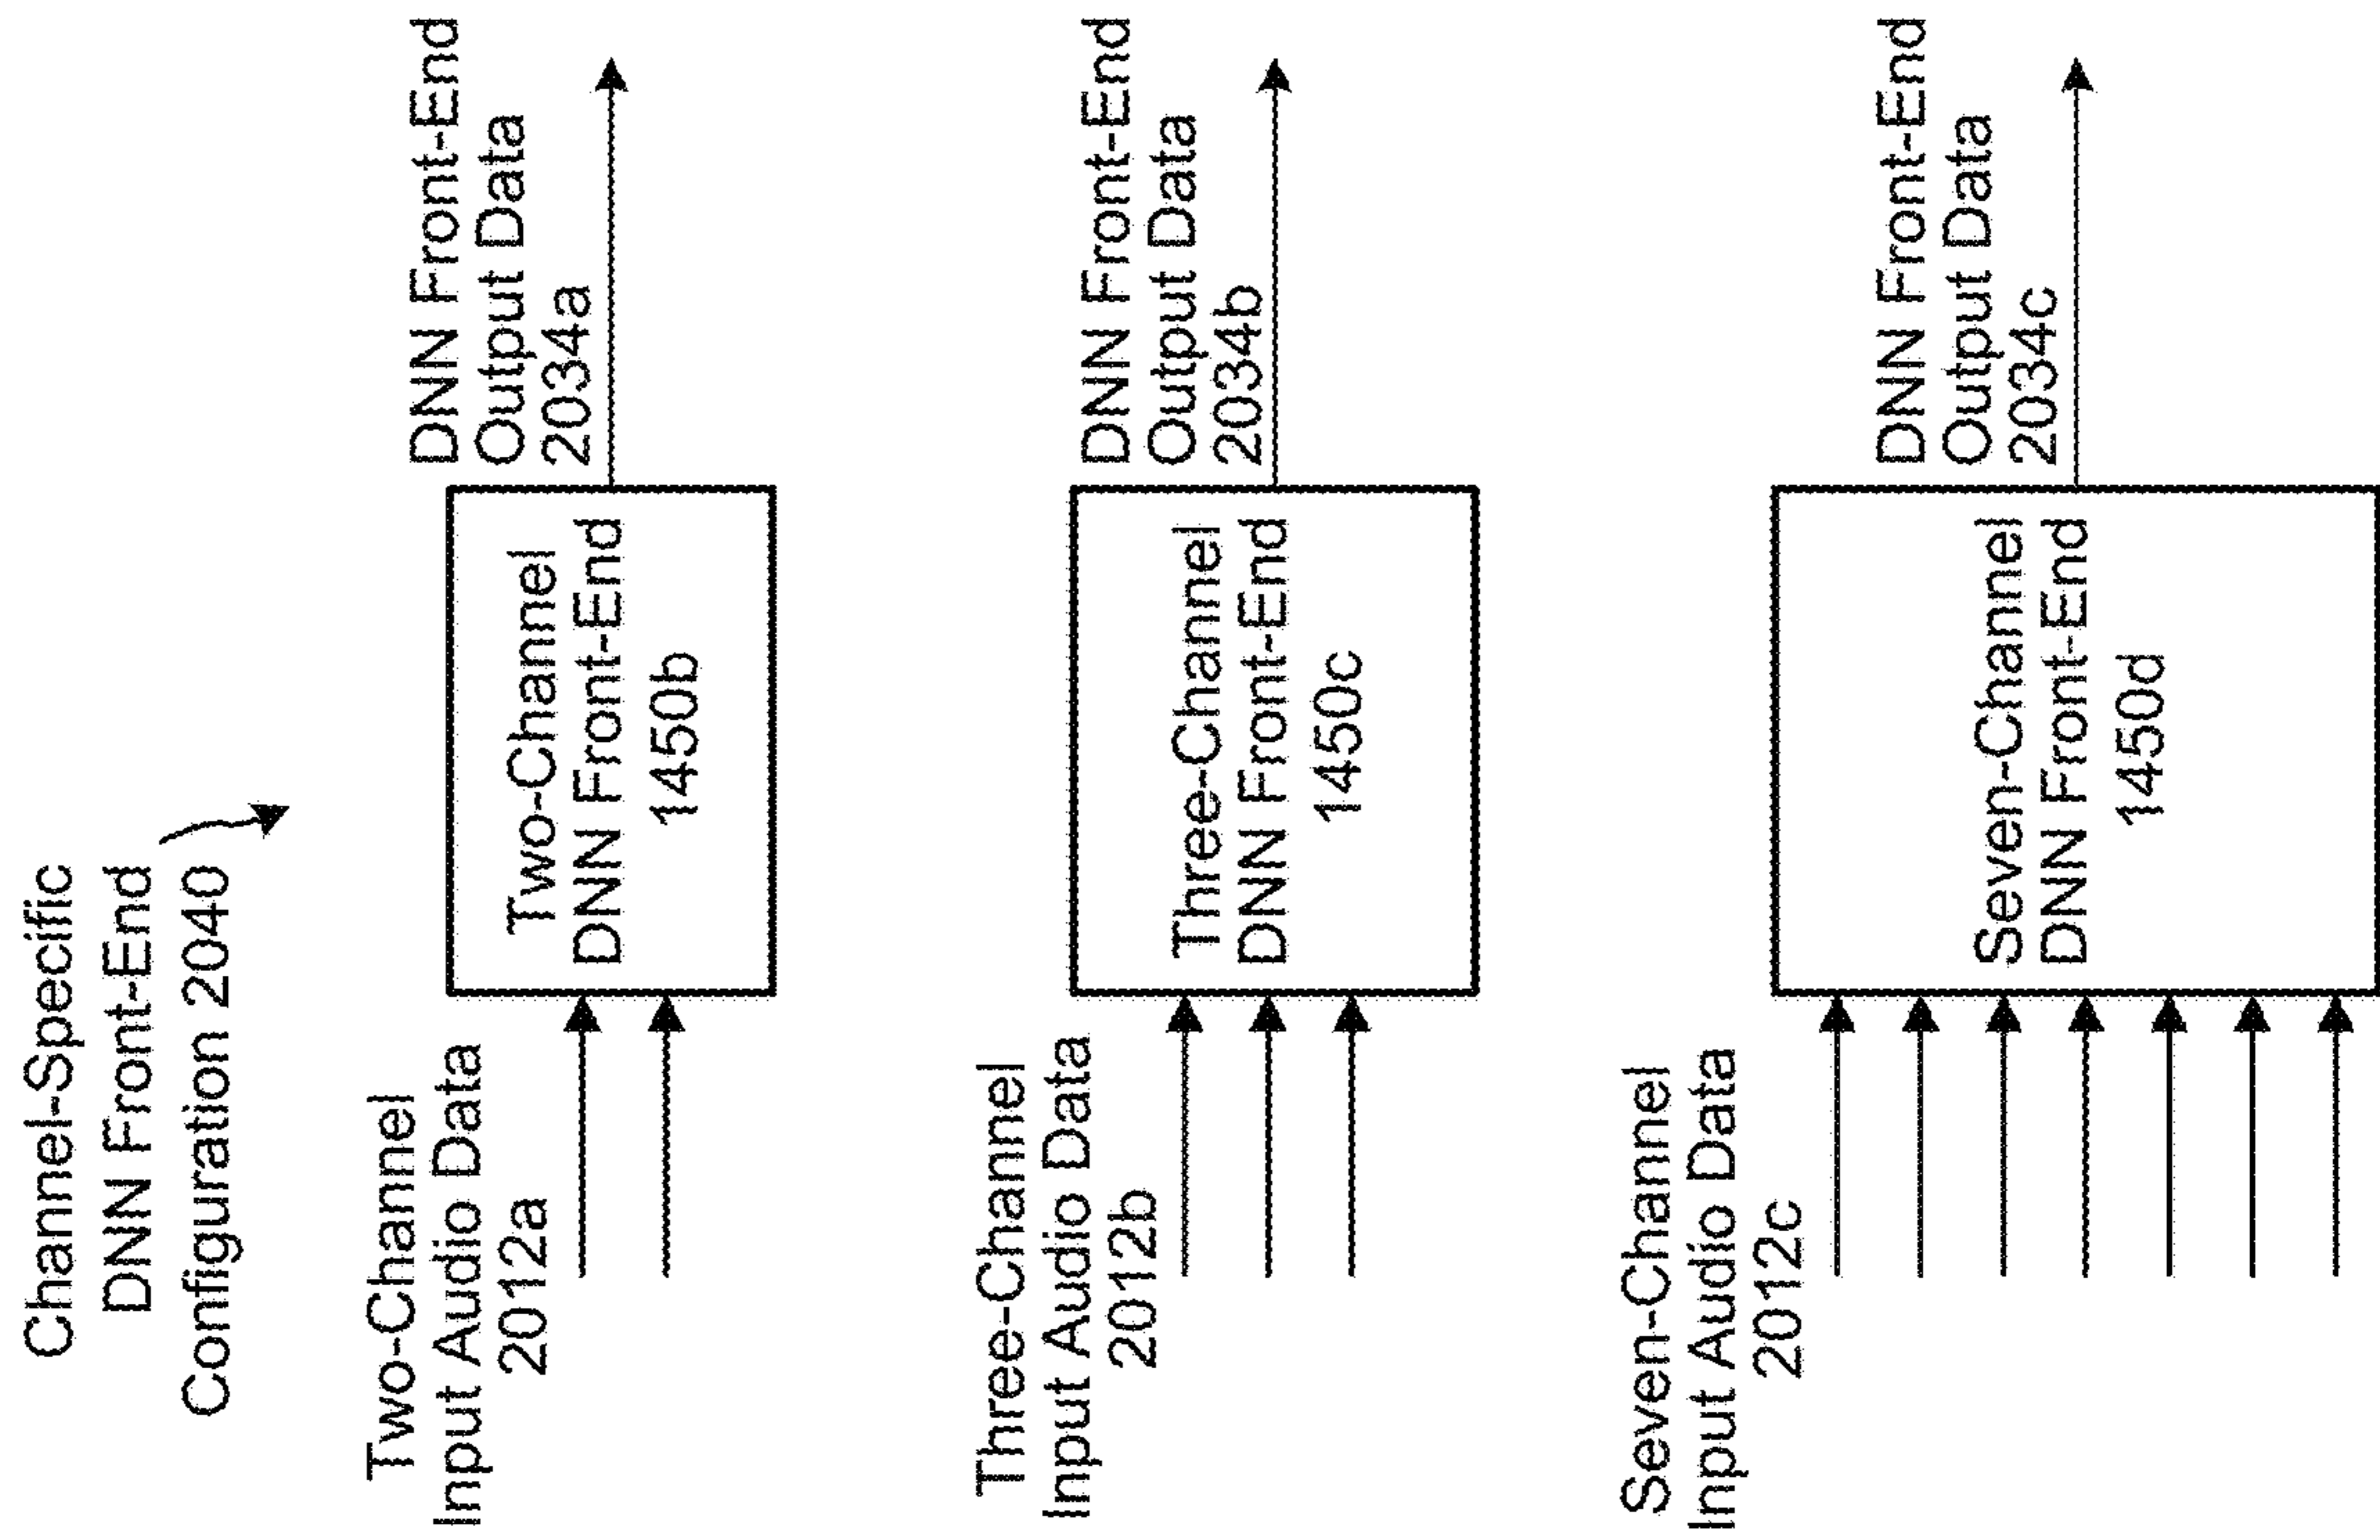 Channel-Specific
DNN Front-End
Configuration 2040
Two-Channel
Input Audio Data
2012a
Two-Channel
DNN Front-End
1450b
DNN Front-End
Output Data
2034a
Three-Channel
Input Audio Data
2012b
Three-Channel
DNN Front-End
1450c
DNN Front-End
Output Data
2034b
Seven-Channel
Input Audio Data
2012c
Seven-Channel
DNN Front-End
1450d
DNN Front-End
Output Data
2034c